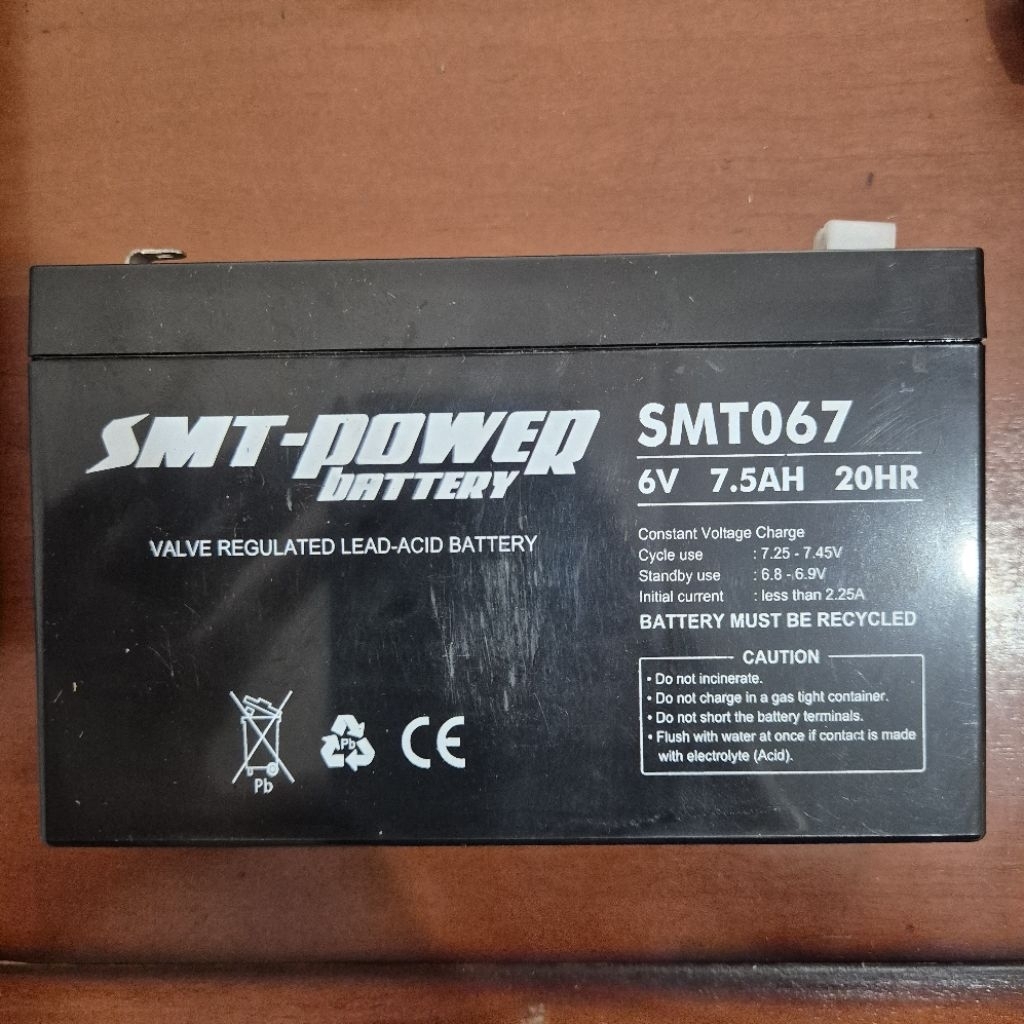 SMT-POWER
BATTERY
VALVE REGULATED LEAD-ACID BATTERY
Pb
Pb
CE
SMT067
6V 7.5AH 20HR
Constant Voltage Charge
Cycle use : 7.25 - 7.45V
Standby use : 6.8 - 6.9V
Initial current : less than 2.25A
BATTERY MUST BE RECYCLED
CAUTION
• Do not incinerate.
• Do not charge in a gas tight container.
• Do not short the battery terminals.
• Flush with water at once if contact is made
with electrolyte (Acid).